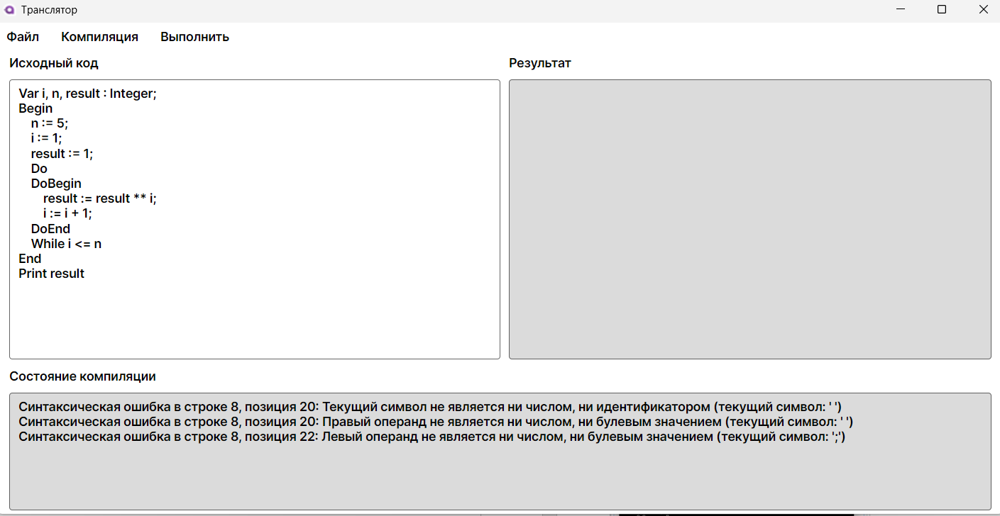 Транслятор
Файл Компиляция Выполнить
Исходный код
Var i, n, result : Integer;
Begin
n := 5;
i := 1;
result := 1;
Do
DoBegin
result := result ** i;
i := i + 1;
DoEnd
While i <= n
End
Print result
Результат
Состояние компиляции
Синтаксическая ошибка в строке 8, позиция 20: Текущий символ не является ни числом, ни идентификатором (текущий символ: ' ')
Синтаксическая ошибка в строке 8, позиция 20: Правый операнд не является ни числом, ни булевым значением (текущий символ: ' ')
Синтаксическая ошибка в строке 8, позиция 22: Левый операнд не является ни числом, ни булевым значением (текущий символ: ';')